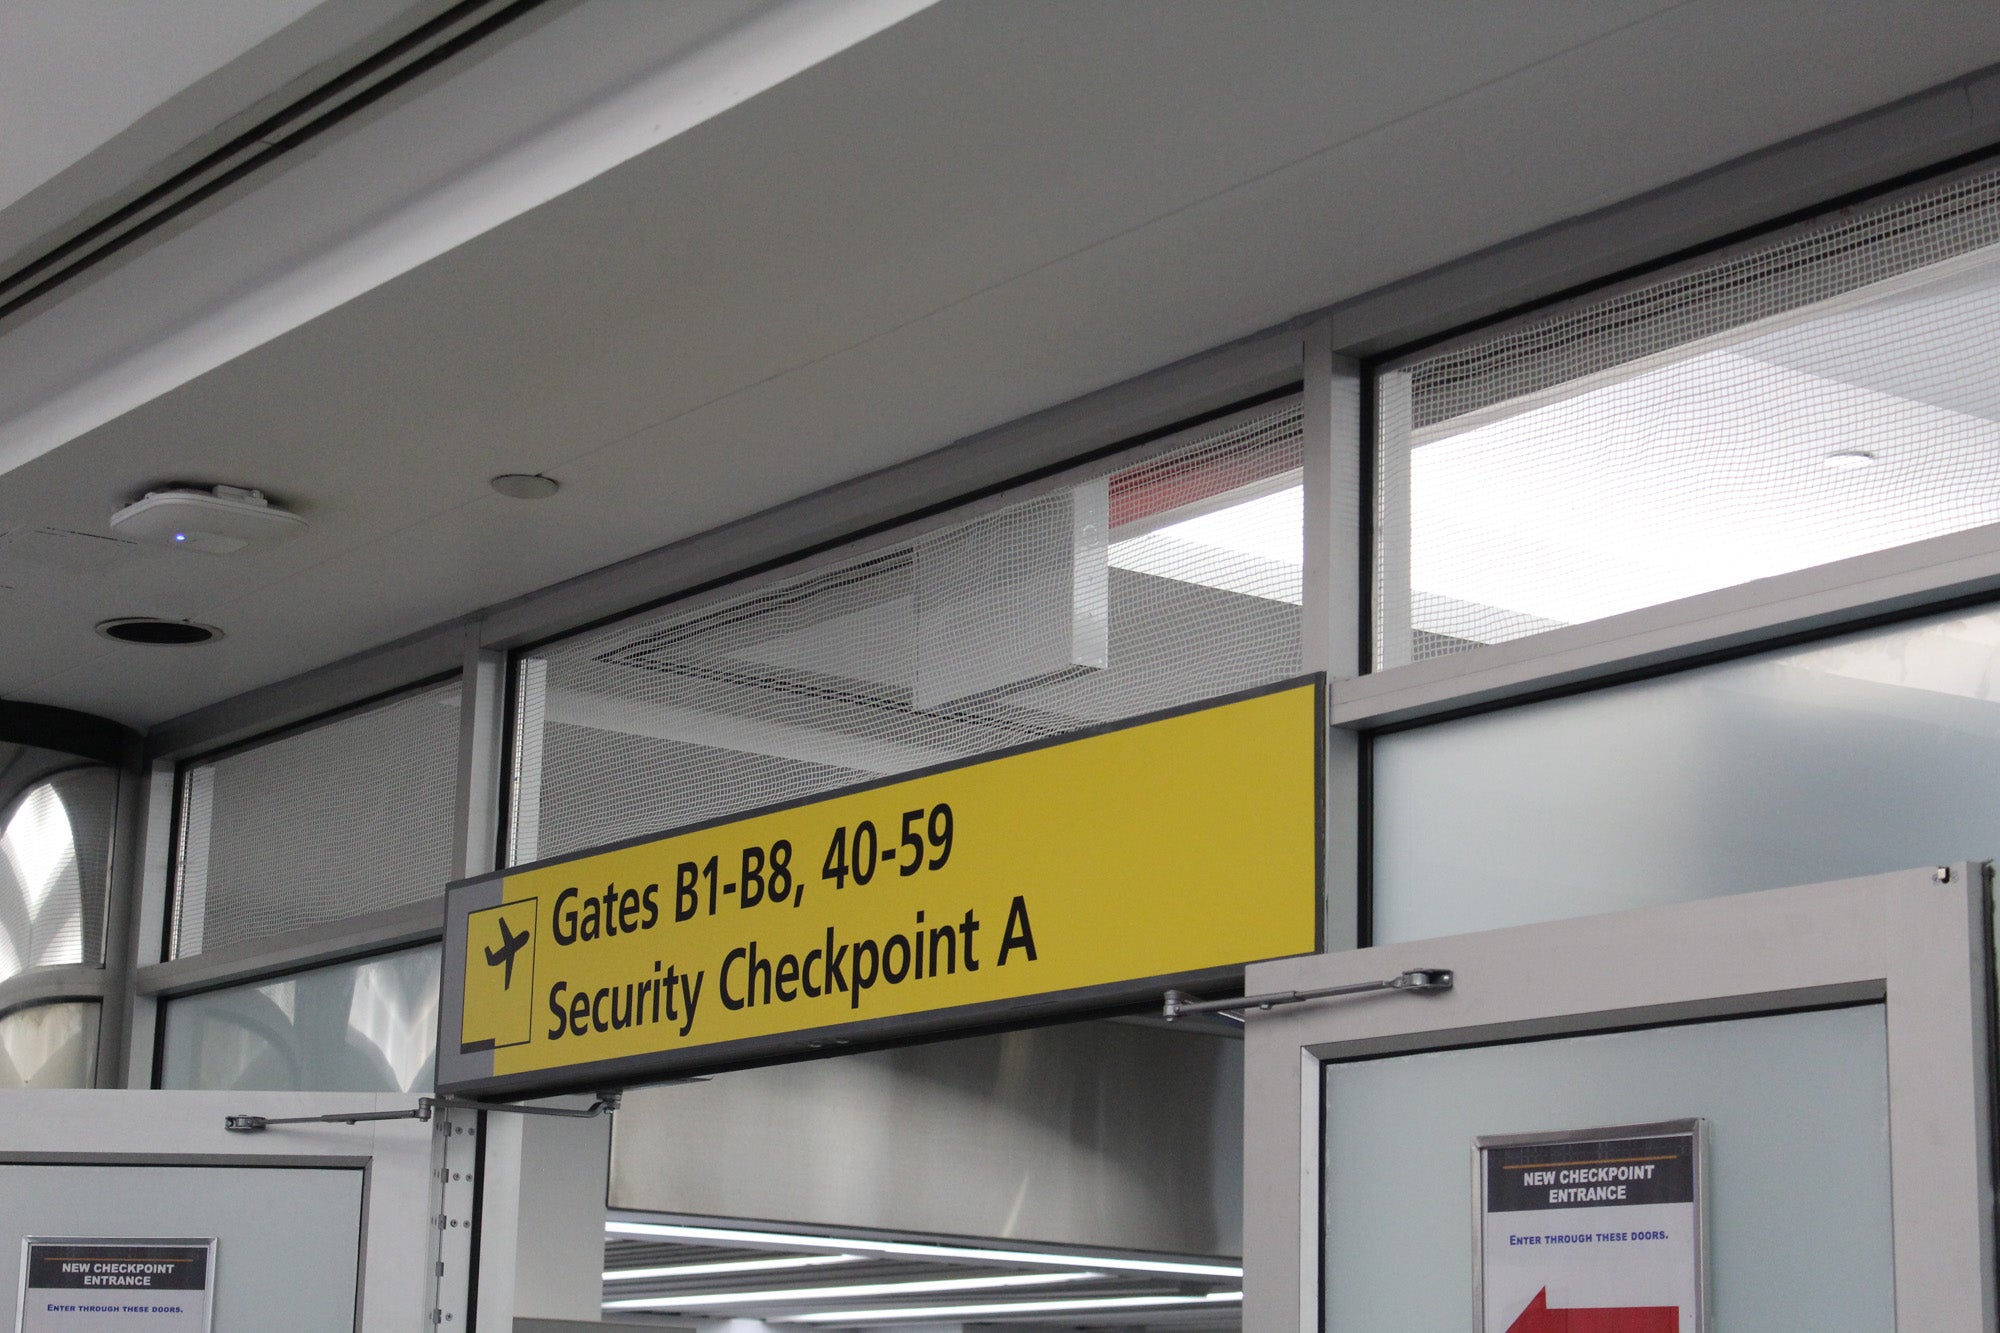 Gates B1-B8, 40-59
Security Checkpoint A
NEW CHECKPOINT
ENTRANCE
ENTER THROUGH THESE DOORS.
NEW CHECKPOINT
ENTRANCE
ENTER THROUGH THESE DOORS.